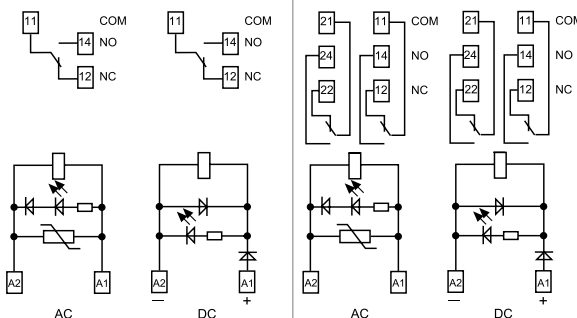 11 COM 11 COM 21 11 COM 21 11 COM
14 NO 14 NO 24 14 NO 24 14 NO
12 NC 12 NC 22 12 NC 22 12 NC
A2 A1 A2 A1 A2 A1 A2 A1
— + — +
AC DC AC DC